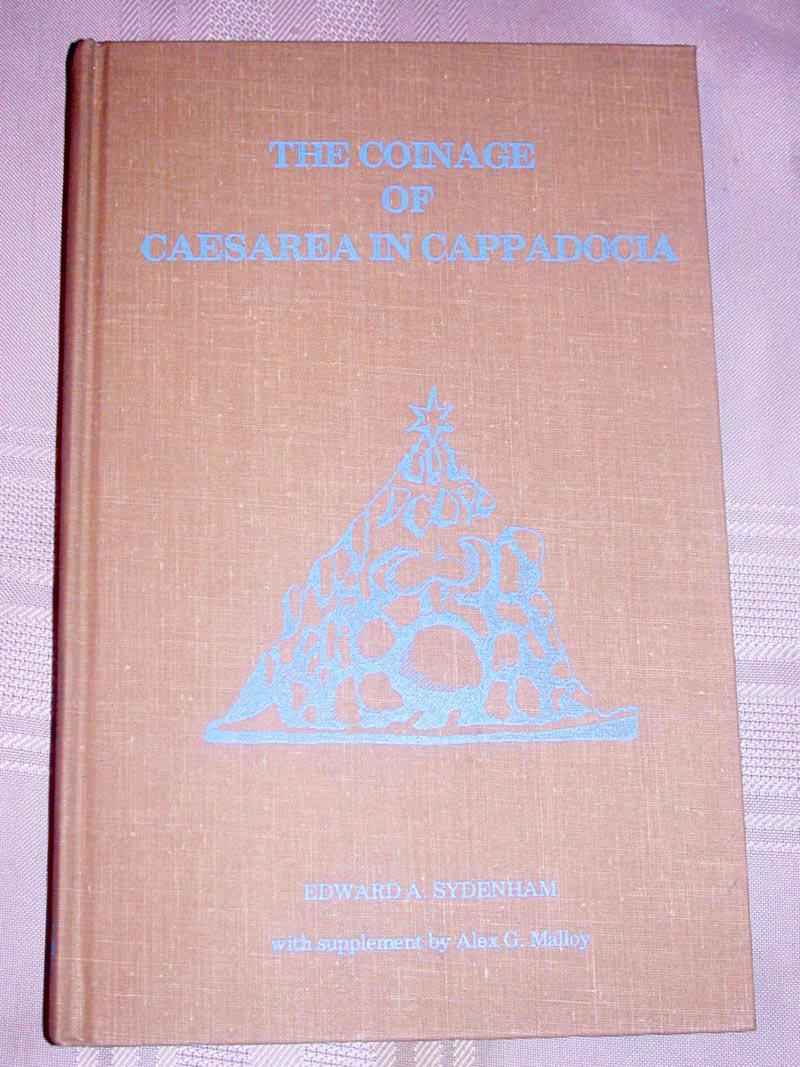 THE COINAGE
OF
CAESAREA IN CAPPADOCIA
EDWARD A. SYDENHAM
with supplement by Alex G. Malloy